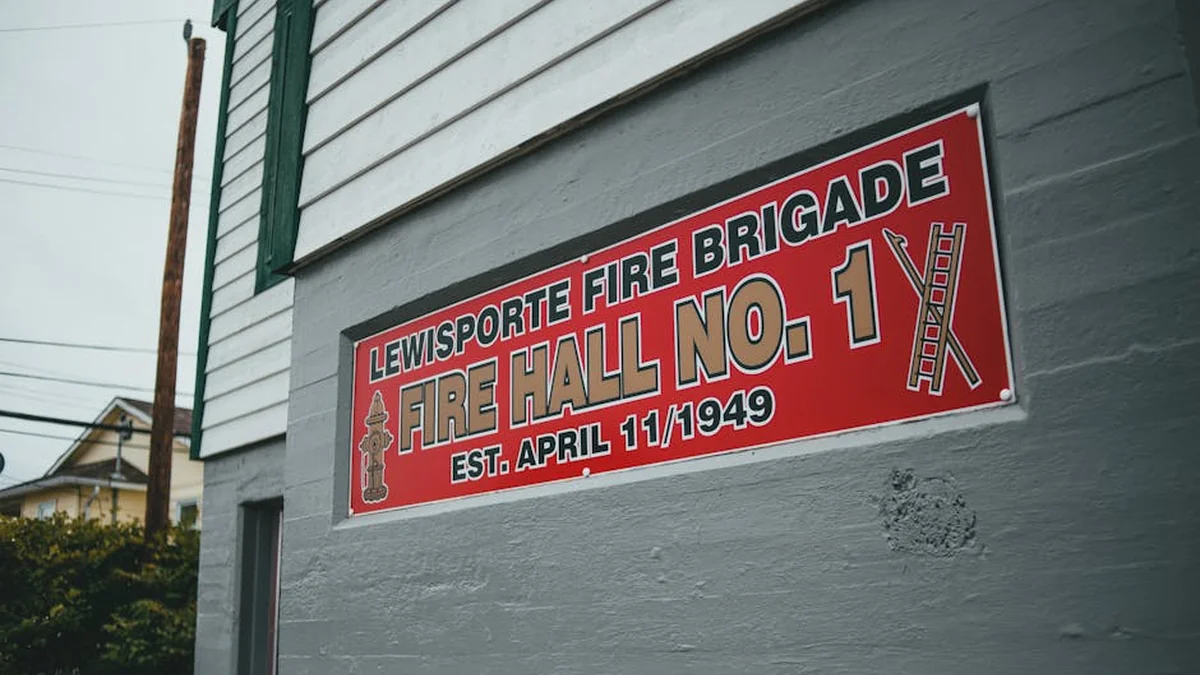 LEWISPORTE FIRE BRIGADE
FIRE HALL NO. 1
EST. APRIL 11/1949